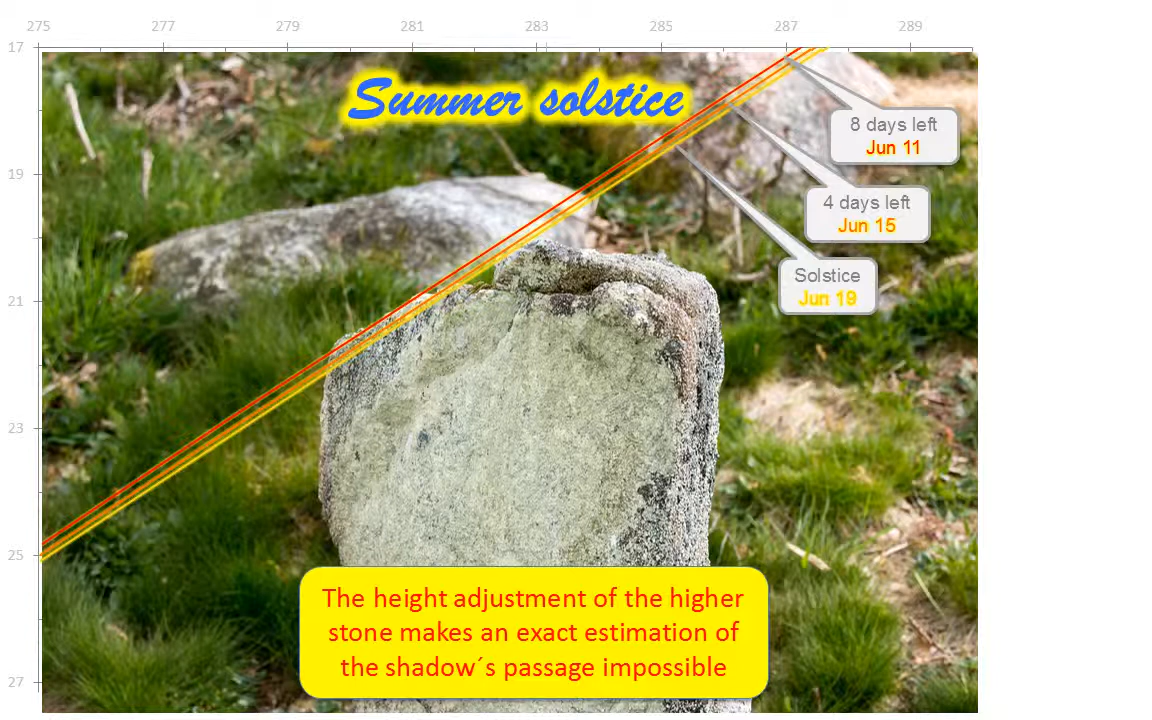 275 277 279 281 283 285 287 289
17
Summer solstice
8 days left
Jun 11
19
4 days left
Jun 15
Solstice
Jun 19
21
23
25
The height adjustment of the higher
stone makes an exact estimation of
the shadow´s passage impossible
27